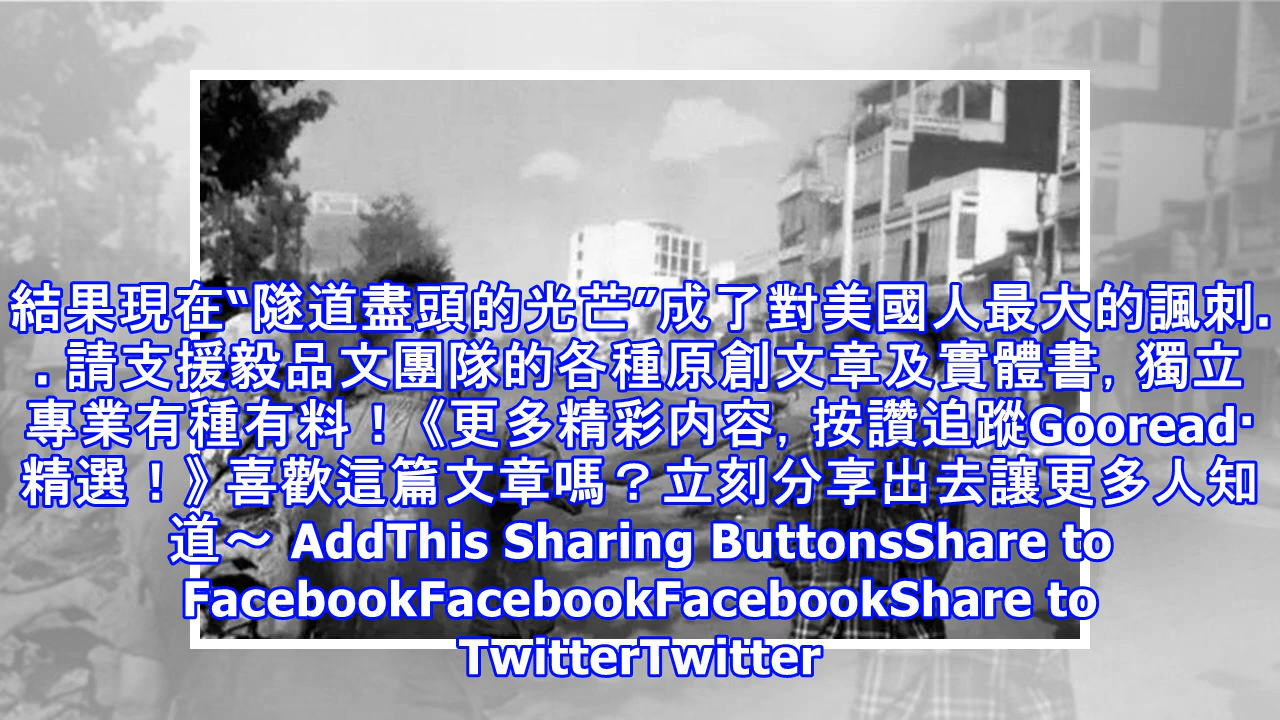 結果現在“隧道盡頭的光芒”成了對美國人最大的諷刺.
. 請支援毅品文團隊的各種原創文章及實體書, 獨立
專業有種有料！《更多精彩内容, 按讚追蹤Gooread·
精選！》喜歡這篇文章嗎？立刻分享出去讓更多人知
道～ AddThis Sharing ButtonsShare to
FacebookFacebookFacebookShare to
TwitterTwitter